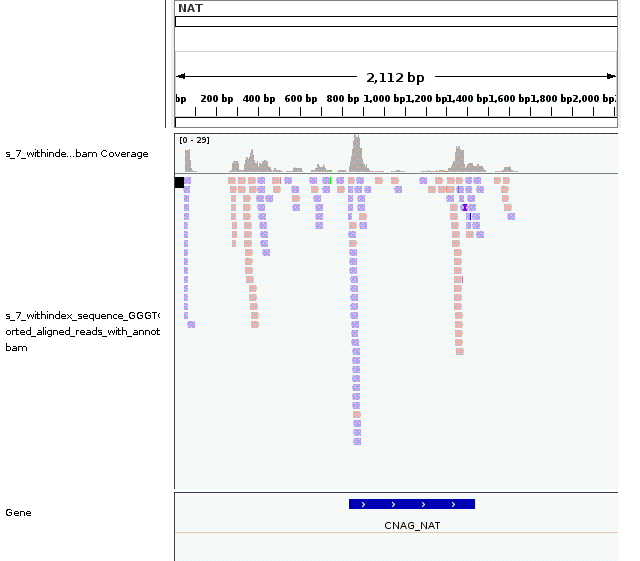 NAT
2,112 bp
bp 200 bp 400 bp 600 bp 800 bp 1,000 bp 1,200 bp 1,400 bp 1,600 bp 1,800 bp 2,000 bp
[0 - 29]
s_7_withinde...bam Coverage
s_7_withindex_sequence_GGGT
orted_aligned_reads_with_annot
bam
Gene
CNAG_NAT